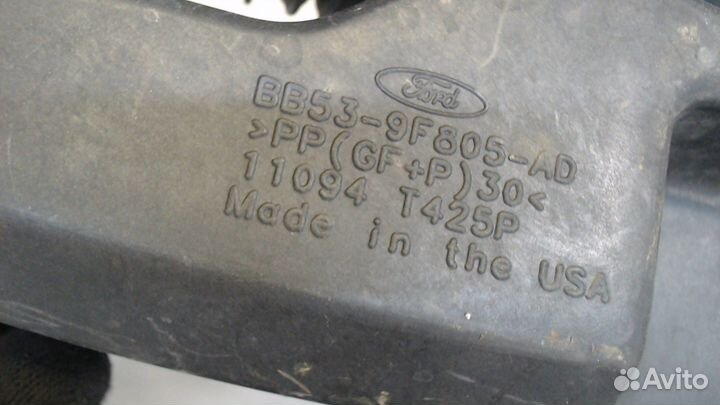 Ford
BB53-9F805-AD
>PP(GF+P)30<
11094 T425P
Made in the USA
Avito